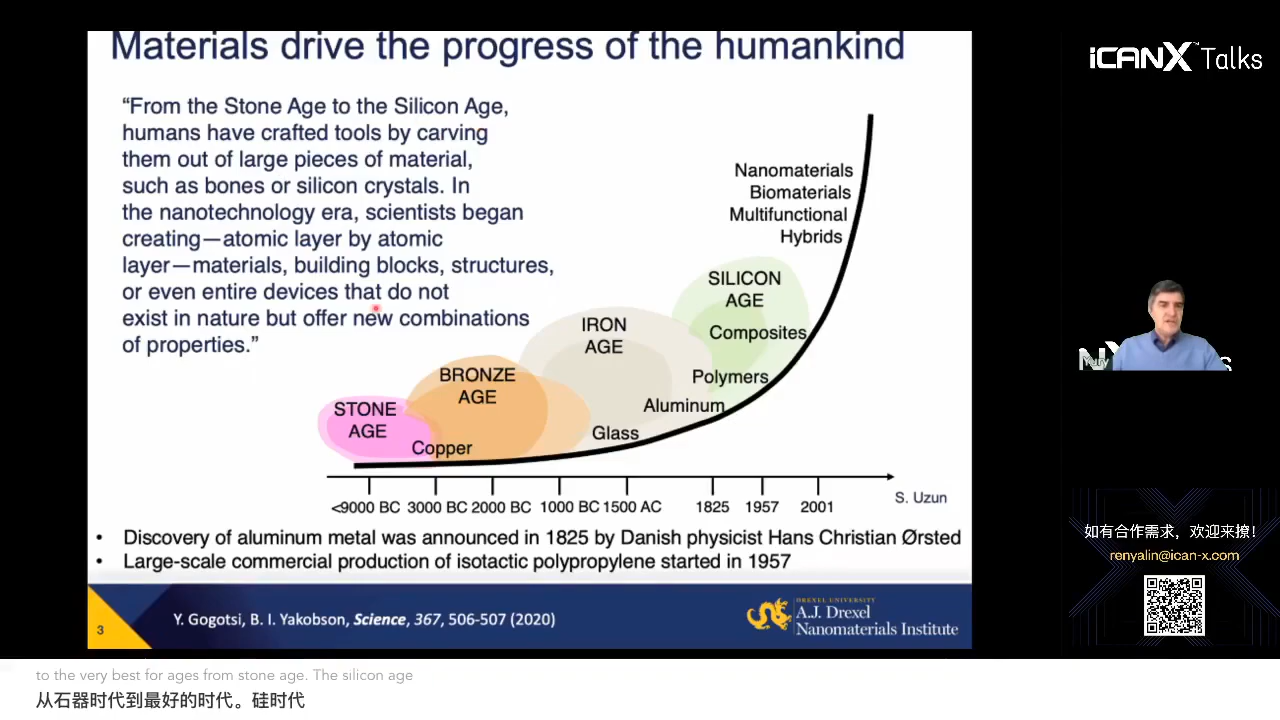 Materials drive the progress of the humankind
“From the Stone Age to the Silicon Age,
humans have crafted tools by carving
them out of large pieces of material,
such as bones or silicon crystals. In
the nanotechnology era, scientists began
creating—atomic layer by atomic
layer—materials, building blocks, structures,
or even entire devices that do not
exist in nature but offer new combinations
of properties.”
Nanomaterials
Biomaterials
Multifunctional
Hybrids
SILICON
AGE
Composites
IRON
AGE
Polymers
BRONZE
AGE
Aluminum
STONE
AGE
Glass
Copper
<9000 BC 3000 BC 2000 BC 1000 BC 1500 AC 1825 1957 2001
S. Uzun
• Discovery of aluminum metal was announced in 1825 by Danish physicist Hans Christian Ørsted
• Large-scale commercial production of isotactic polypropylene started in 1957
3
Y. Gogotsi, B. I. Yakobson, Science, 367, 506-507 (2020)
DREXEL UNIVERSITY
A.J. Drexel
Nanomaterials Institute
iCANX Talks
Yury
如有合作需求，欢迎来撩！
renyalin@ican-x.com
to the very best for ages from stone age. The silicon age
从石器时代到最好的时代。硅时代